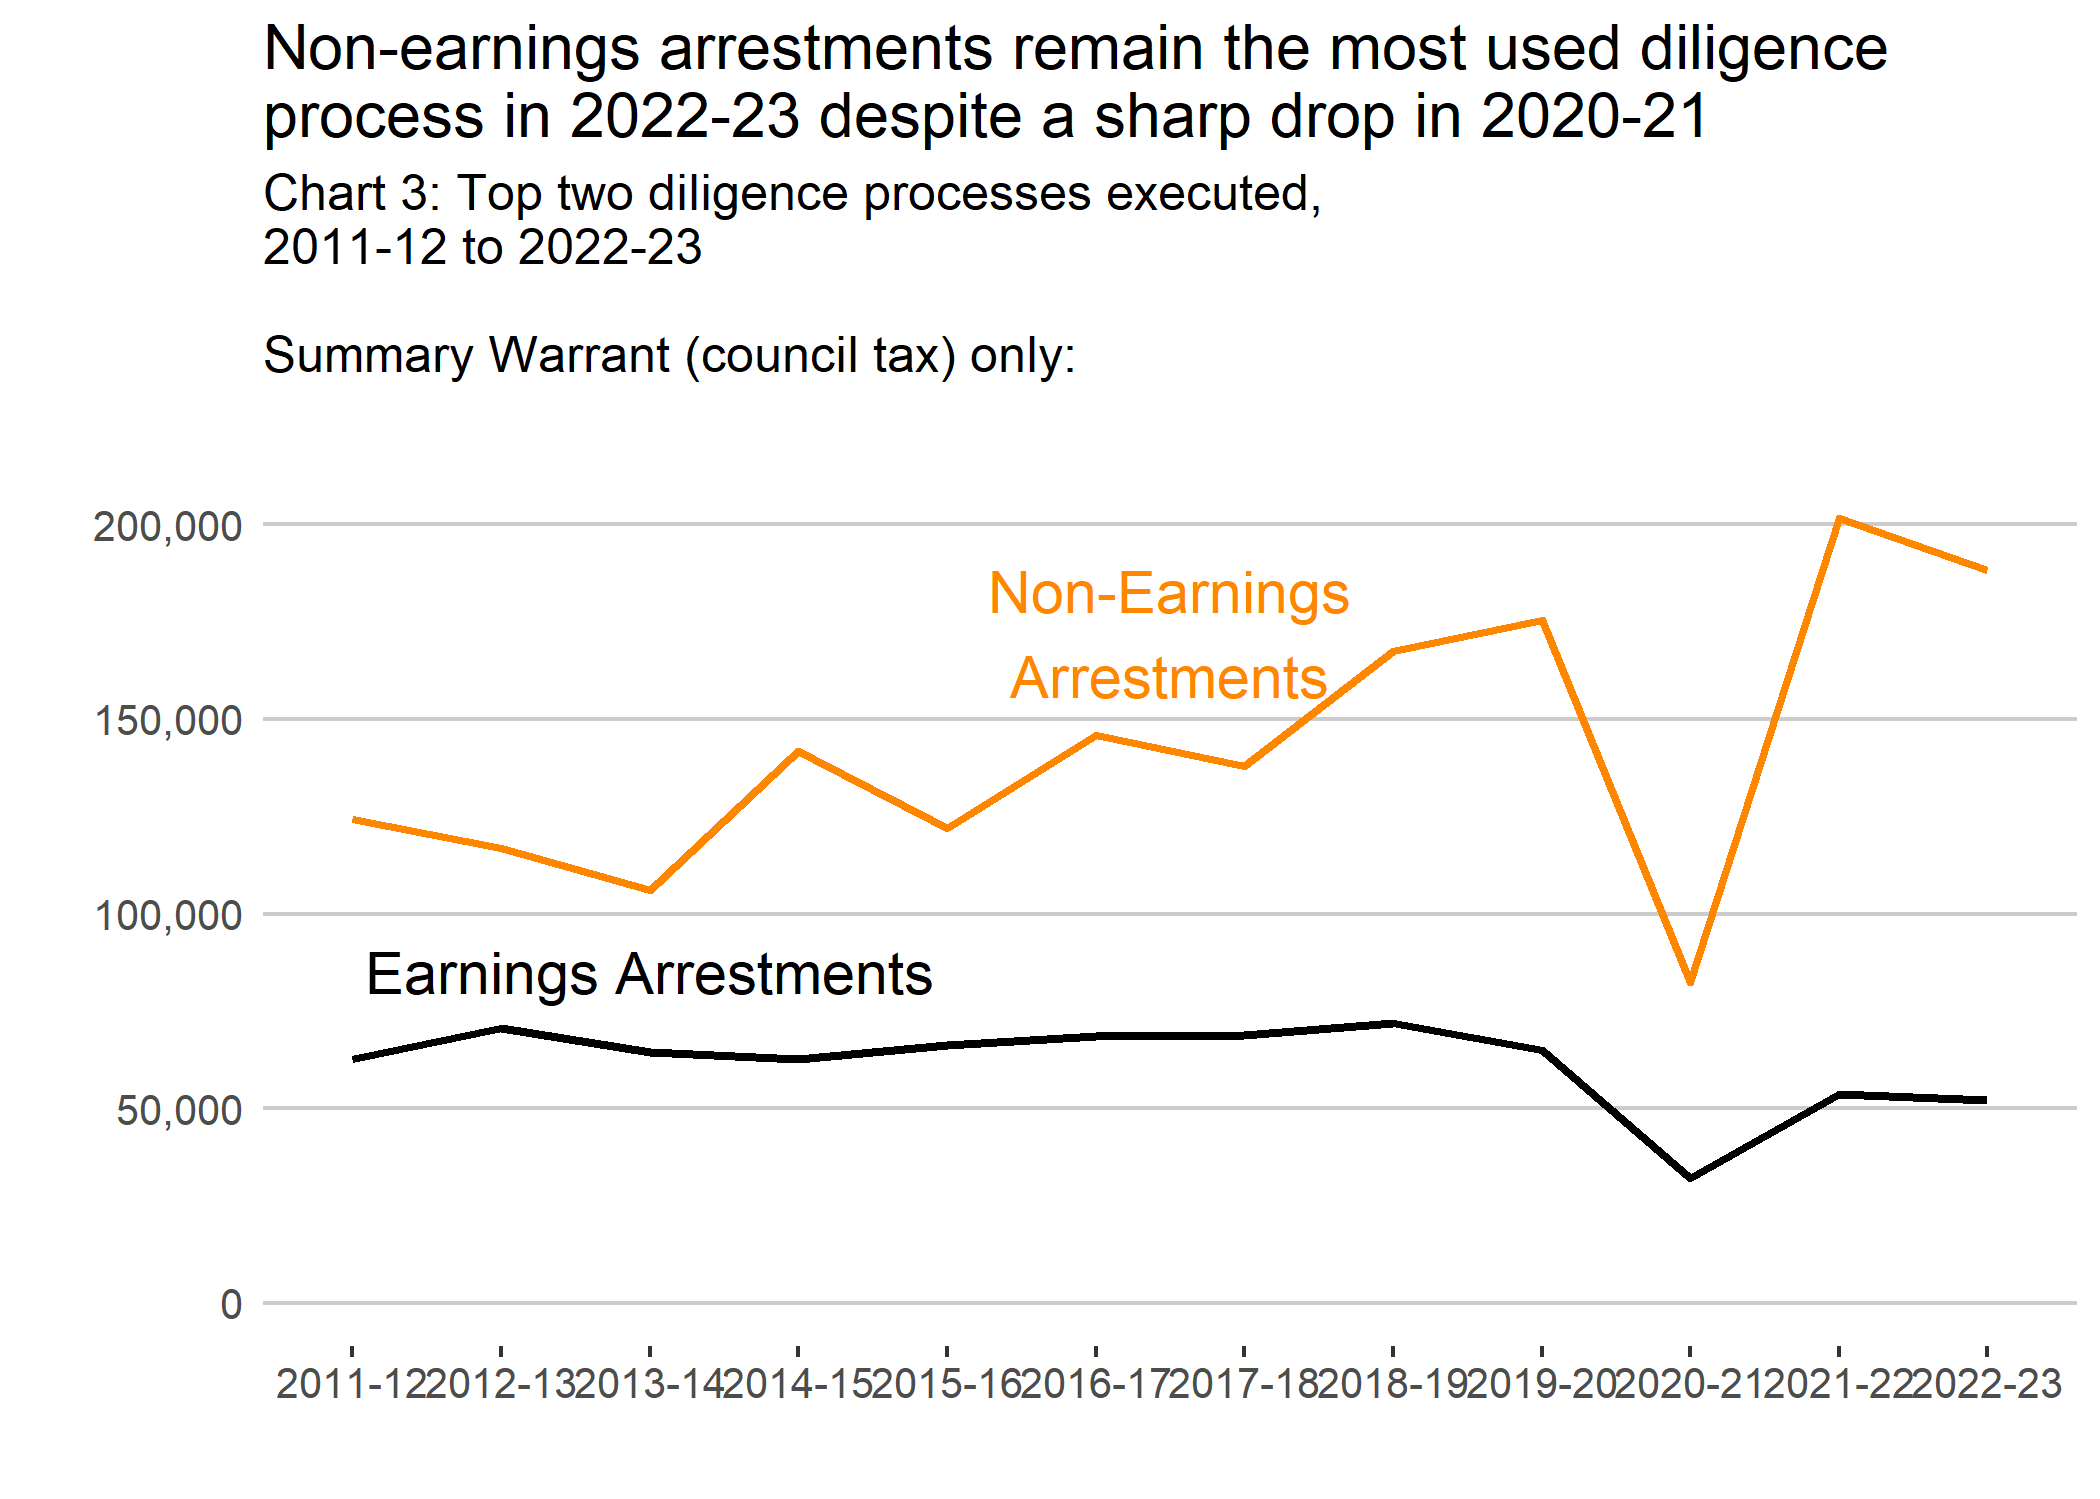 Non-earnings arrestments remain the most used diligence
process in 2022-23 despite a sharp drop in 2020-21
Chart 3: Top two diligence processes executed,
2011-12 to 2022-23
Summary Warrant (council tax) only:
200,000
Non-Earnings
Arrestments
150,000
100,000
Earnings Arrestments
50,000
0
2011-12 2012-13 2013-14 2014-15 2015-16 2016-17 2017-18 2018-19 2019-20 2020-21 2021-22 2022-23